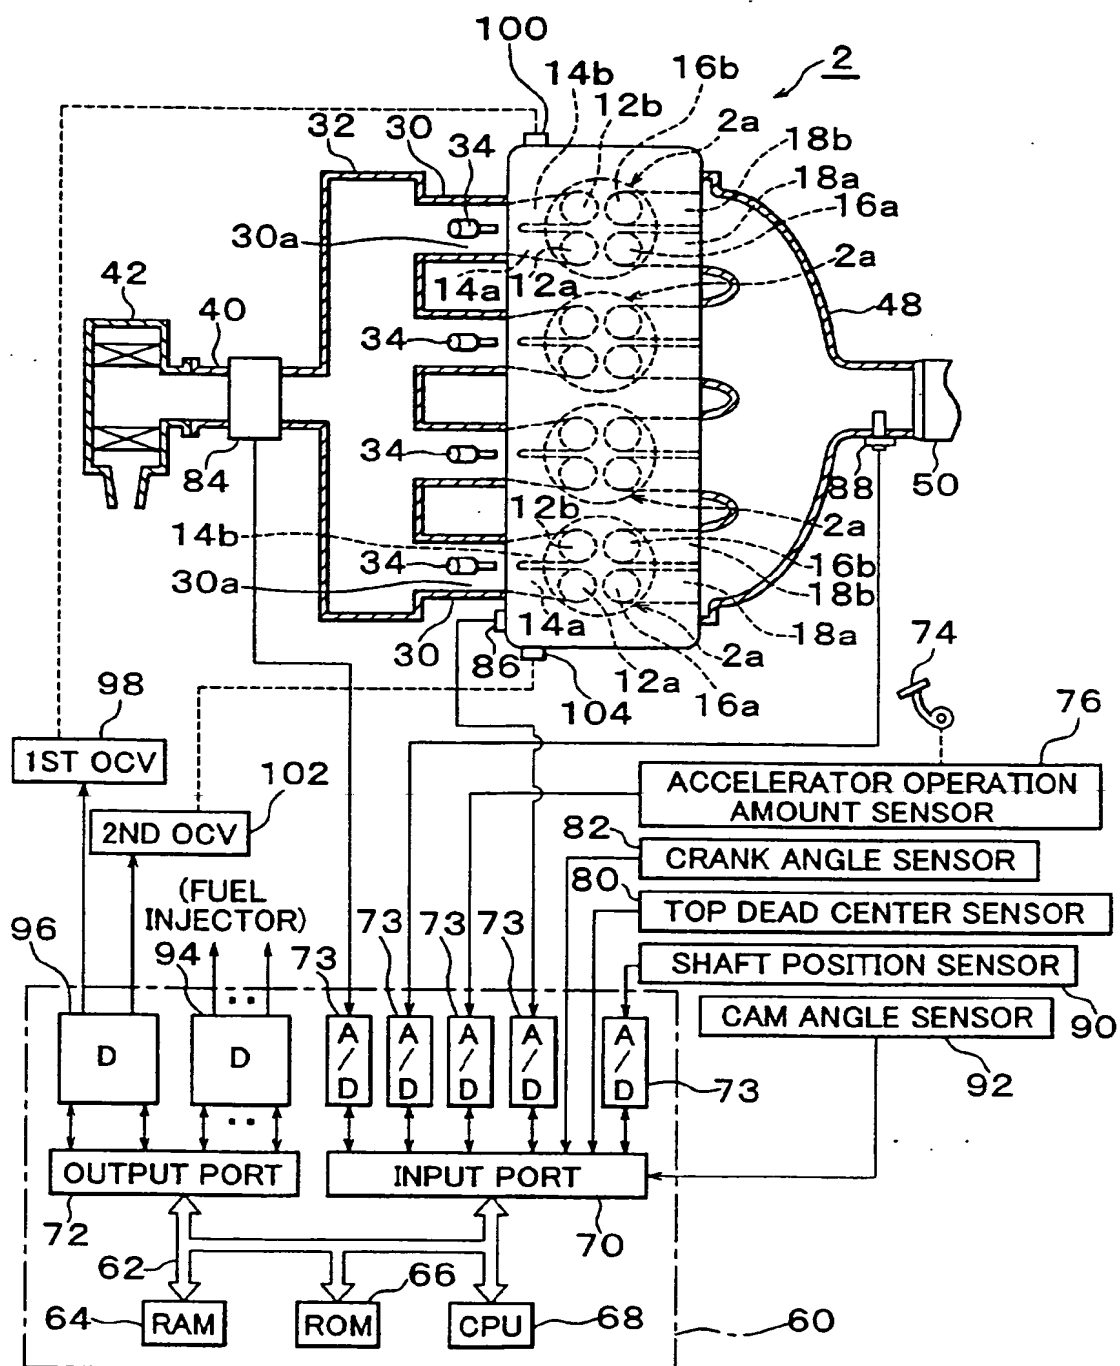 100
2
14b
16b
12b
2a
32
30
34
18b
18a
16a
30a
42
14a
12a
2a
40
48
34
84
34
88
50
12b
2a
14b
34
16b
30a
18b
14a
18a
30
86
2a
74
12a
104
16a
98
76
1ST OCV
ACCELERATOR OPERATION
AMOUNT SENSOR
102
2ND OCV
82
CRANK ANGLE SENSOR
80
(FUEL
INJECTOR)
TOP DEAD CENTER SENSOR
96
94
73
73
73
73
SHAFT POSITION SENSOR
90
CAM ANGLE SENSOR
92
D
D
A/D
A/D
A/D
A/D
A/D
73
OUTPUT PORT
INPUT PORT
72
70
62
66
64
RAM
ROM
CPU
68
60